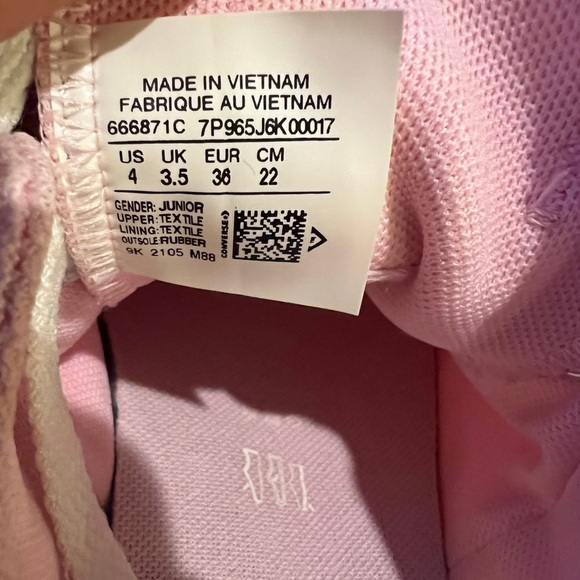 MADE IN VIETNAM
FABRIQUE AU VIETNAM
666871C 7P965J6K00017
US UK EUR CM
4 3.5 36 22
GENDER: JUNIOR
UPPER: TEXTILE
LINING: TEXTILE
OUTSOLE: RUBBER
9K 2105 M88
CONVERSE